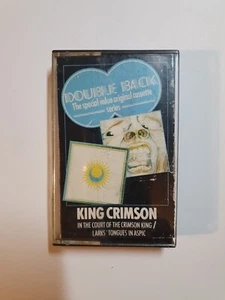 DOUBLE BACK
The special value original cassette
series
KING CRIMSON
IN THE COURT OF THE CRIMSON KING /
LARKS' TONGUES IN ASPIC